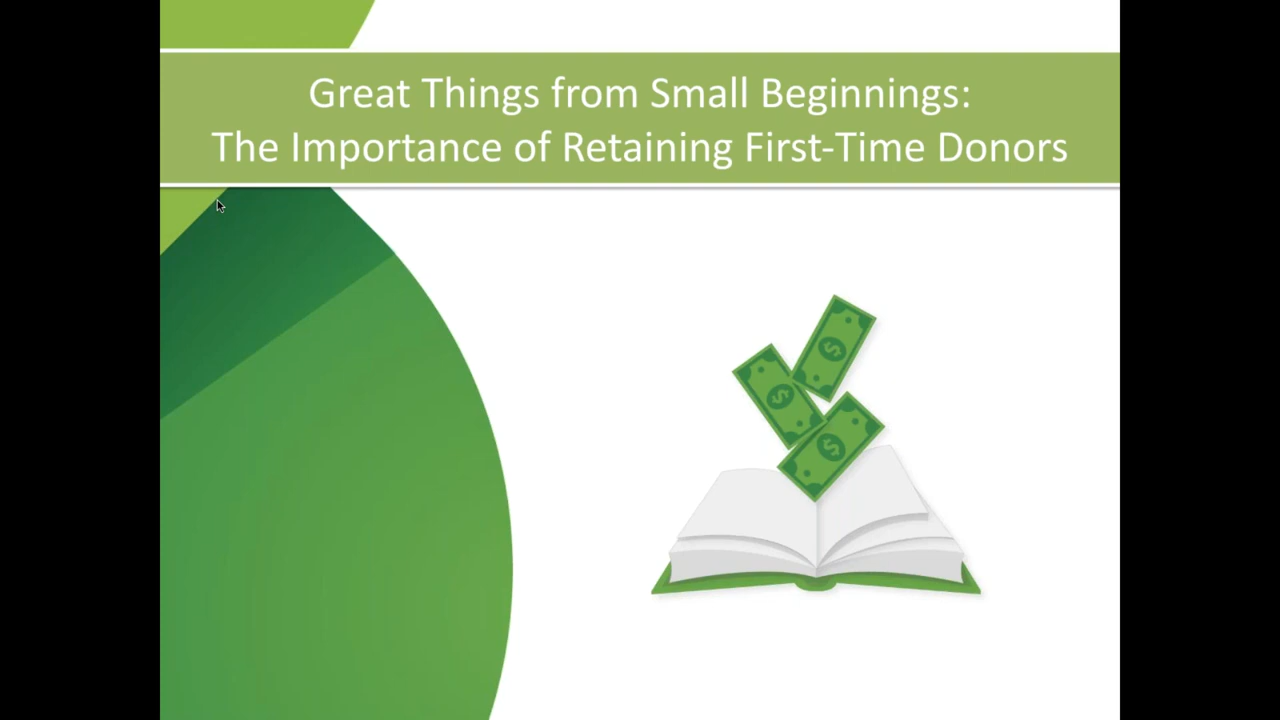 Great Things from Small Beginnings:
The Importance of Retaining First-Time Donors
$
$
$